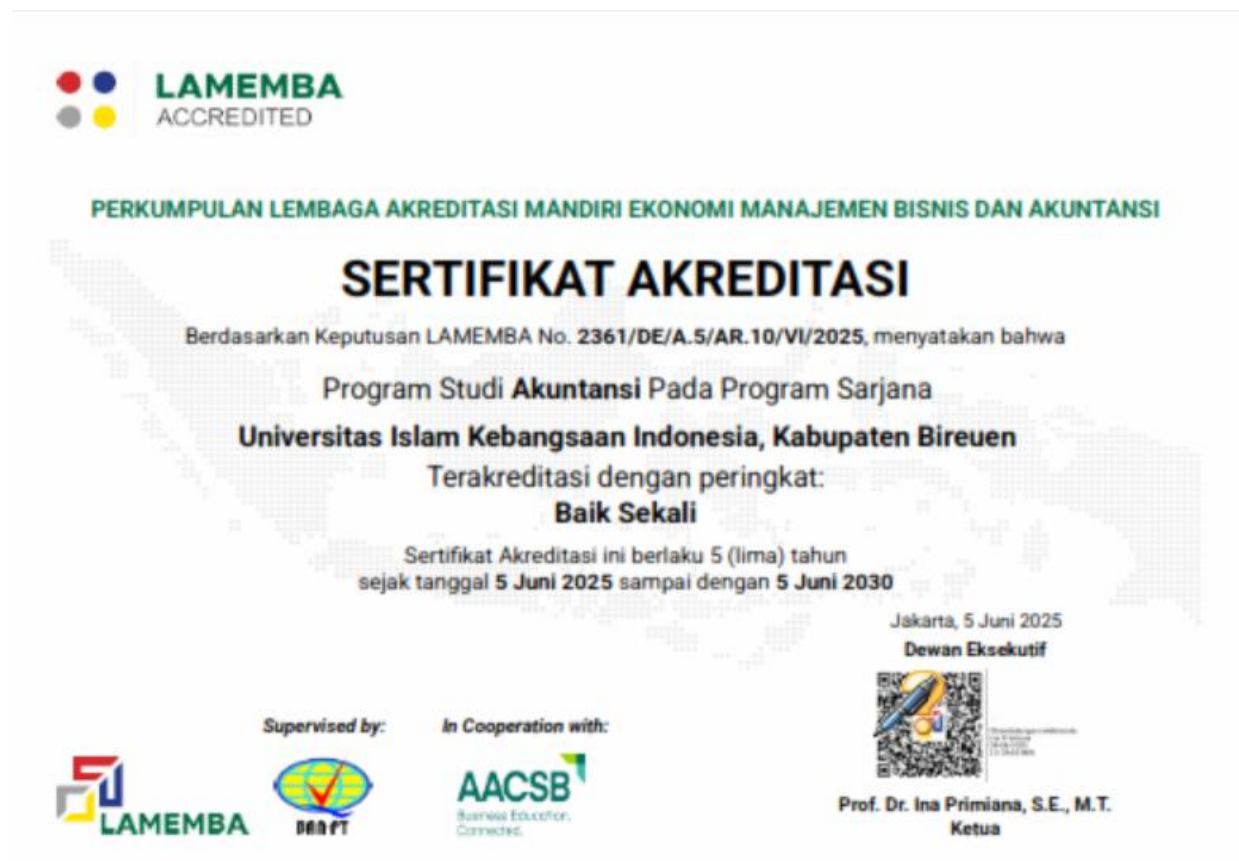 LAMEMBA
ACCREDITED
PERKUMPULAN LEMBAGA AKREDITASI MANDIRI EKONOMI MANAJEMEN BISNIS DAN AKUNTANSI
SERTIFIKAT AKREDITASI
Berdasarkan Keputusan LAMEMBA No. 2361/DE/A.5/AR.10/VI/2025, menyatakan bahwa
Program Studi Akuntansi Pada Program Sarjana
Universitas Islam Kebangsaan Indonesia, Kabupaten Bireuen
Terakreditasi dengan peringkat:
Baik Sekali
Sertifikat Akreditasi ini berlaku 5 (lima) tahun
sejak tanggal 5 Juni 2025 sampai dengan 5 Juni 2030
Jakarta, 5 Juni 2025
Dewan Eksekutif
Prof. Dr. Ina Primiana, S.E., M.T.
Ketua
Supervised by:
BAN-PT
In Cooperation with:
AACSB
Business Education.
Connected.
LAMEMBA